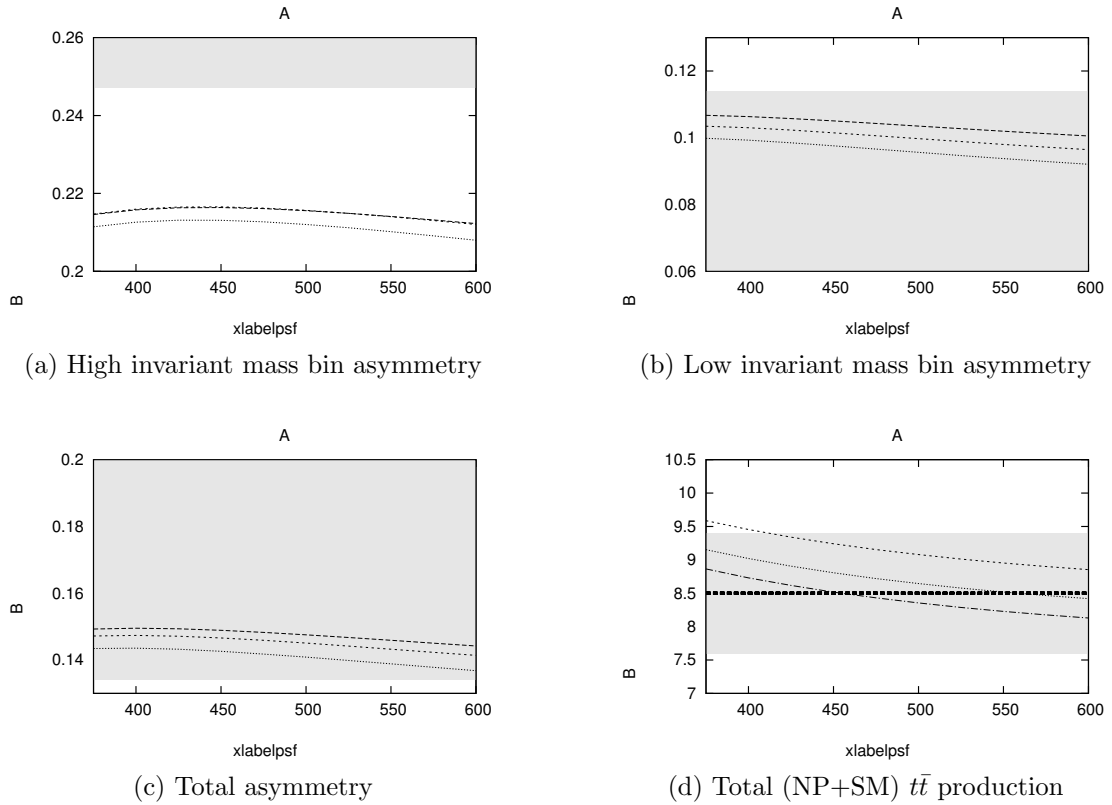 A
0.26
0.24
0.22
0.2
400 450 500 550 600
B
xlabelpsf
(a) High invariant mass bin asymmetry
A
0.12
0.1
0.08
0.06
400 450 500 550 600
B
xlabelpsf
(b) Low invariant mass bin asymmetry
A
0.2
0.18
0.16
0.14
B
400 450 500 550 600
xlabelpsf
(c) Total asymmetry
A
10.5
10
9.5
9
8.5
8
7.5
7
B
400 450 500 550 600
xlabelpsf
(d) Total (NP+SM) tt̄ production